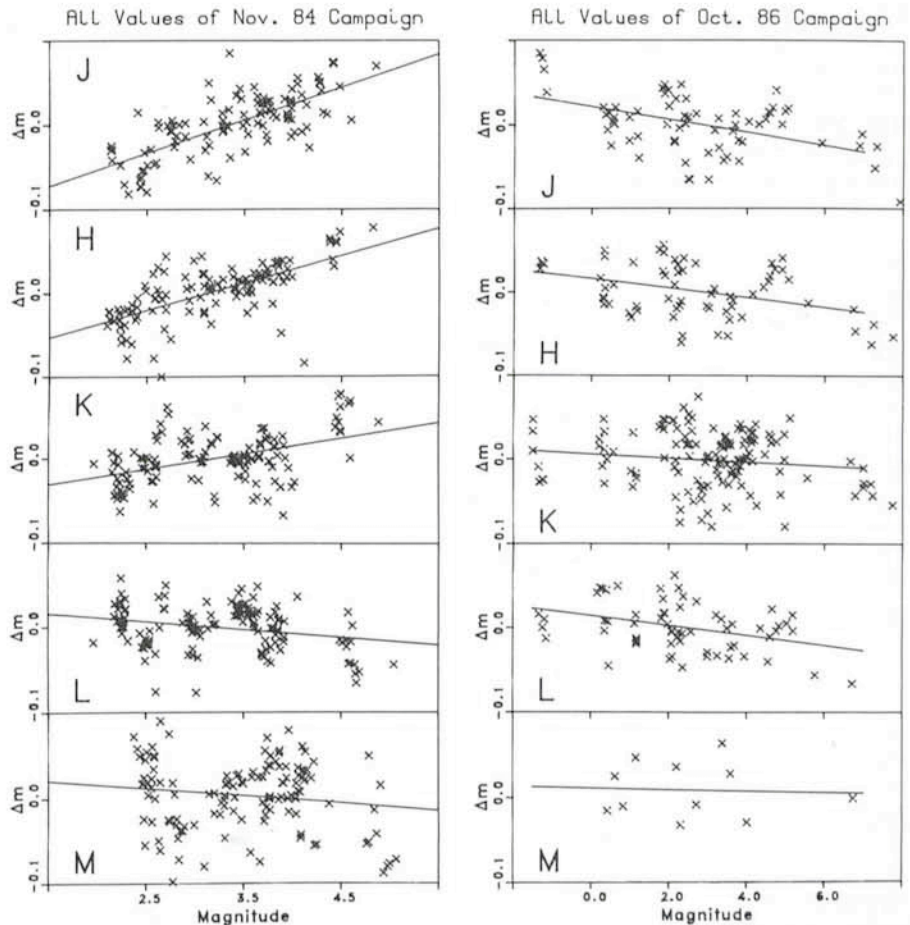 All Values of Nov. 84 Campaign
All Values of Oct. 86 Campaign
J
Δm
0.0
-0.1
H
Δm
0.0
-0.1
K
Δm
0.0
-0.1
L
Δm
0.0
-0.1
M
Δm
0.0
-0.1
2.5
3.5
4.5
Magnitude
J
Δm
0.0
-0.1
H
Δm
0.0
-0.1
K
Δm
0.0
-0.1
L
Δm
0.0
-0.1
M
Δm
0.0
-0.1
0.0
2.0
4.0
6.0
Magnitude